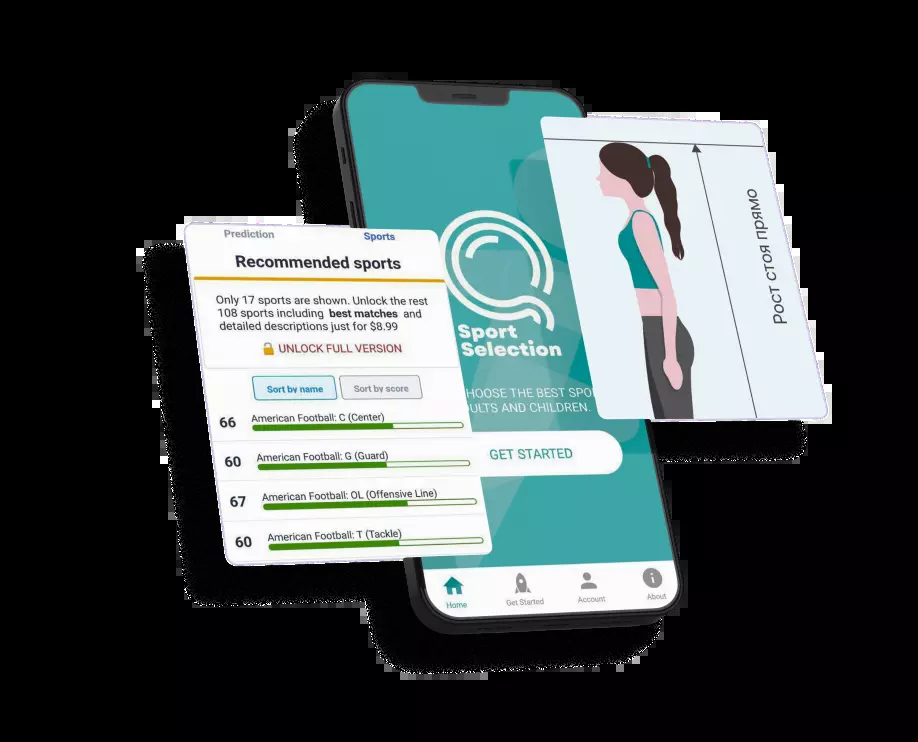 Prediction
Sports
Recommended sports
Only 17 sports are shown. Unlock the rest
108 sports including best matches and
detailed descriptions just for $8.99
🔒 UNLOCK FULL VERSION
Sort by name
Sort by score
66 American Football: C (Center)
60 American Football: G (Guard)
67 American Football: OL (Offensive Line)
60 American Football: T (Tackle)
Sport
Selection
HOOSE THE BEST SPO
ULTS AND CHILDREN.
GET STARTED
Home
Get Started
Account
About
Рост стоя прямо